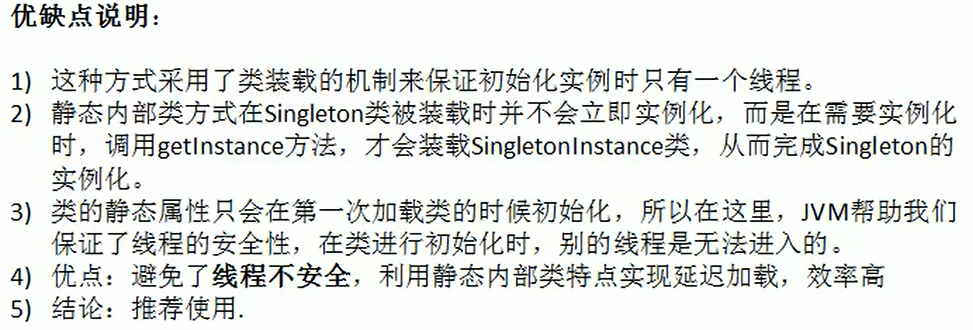 优缺点说明：
1) 这种方式采用了类装载的机制来保证初始化实例时只有一个线程。
2) 静态内部类方式在Singleton类被装载时并不会立即实例化，而是在需要实例化
时，调用getInstance方法，才会装载SingletonInstance类，从而完成Singleton的
实例化。
3) 类的静态属性只会在第一次加载类的时候初始化，所以在这里，JVM帮助我们
保证了线程的安全性，在类进行初始化时，别的线程是无法进入的。
4) 优点：避免了线程不安全，利用静态内部类特点实现延迟加载，效率高
5) 结论：推荐使用.